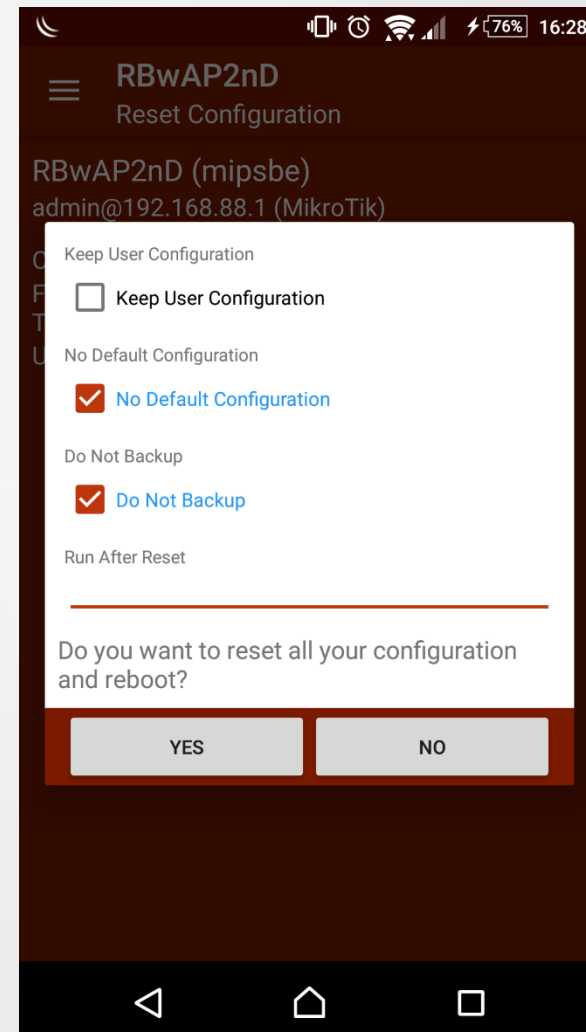 76% 16:28
RBwAP2nD
Reset Configuration
RBwAP2nD (mipsbe)
admin@192.168.88.1 (MikroTik)
Keep User Configuration
Keep User Configuration
No Default Configuration
No Default Configuration
Do Not Backup
Do Not Backup
Run After Reset
Do you want to reset all your configuration
and reboot?
YES NO